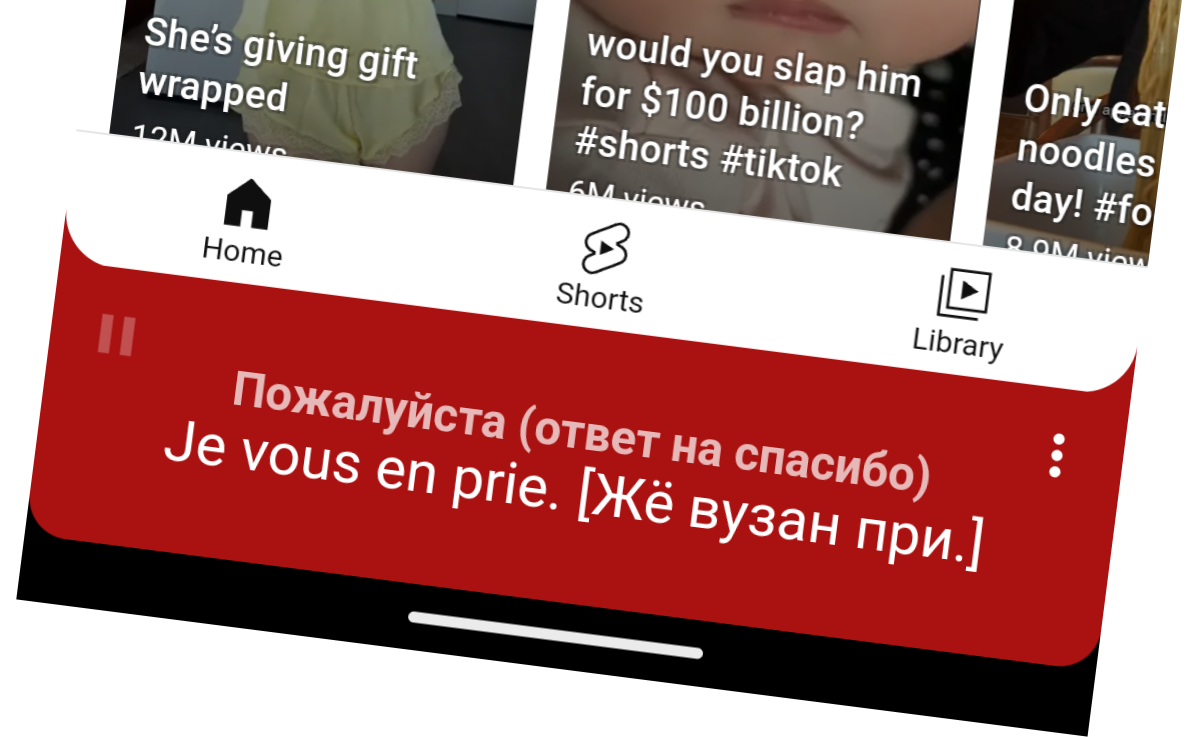 She's giving gift
wrapped
12M views
would you slap him
for $100 billion?
#shorts #tiktok
6M views
Only eat
noodles
day! #fo
8.9M view
Home
Shorts
Library
Пожалуйста (ответ на спасибо)
Je vous en prie. [Жё вузан при.]